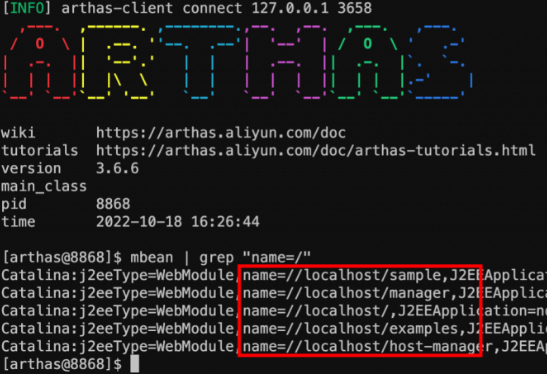 [INFO] arthas-client connect 127.0.0.1 3658
ARTHAS
wiki https://arthas.aliyun.com/doc
tutorials https://arthas.aliyun.com/doc/arthas-tutorials.html
version 3.6.6
main_class
pid 8868
time 2022-10-18 16:26:44
[arthas@8868]$ mbean | grep "name=/"
Catalina:j2eeType=WebModule,name=//localhost/sample,J2EEApplicat
Catalina:j2eeType=WebModule,name=//localhost/manager,J2EEApplica
Catalina:j2eeType=WebModule,name=//localhost/,J2EEApplication=no
Catalina:j2eeType=WebModule,name=//localhost/examples,J2EEApplic
Catalina:j2eeType=WebModule,name=//localhost/host-manager,J2EEAp
[arthas@8868]$